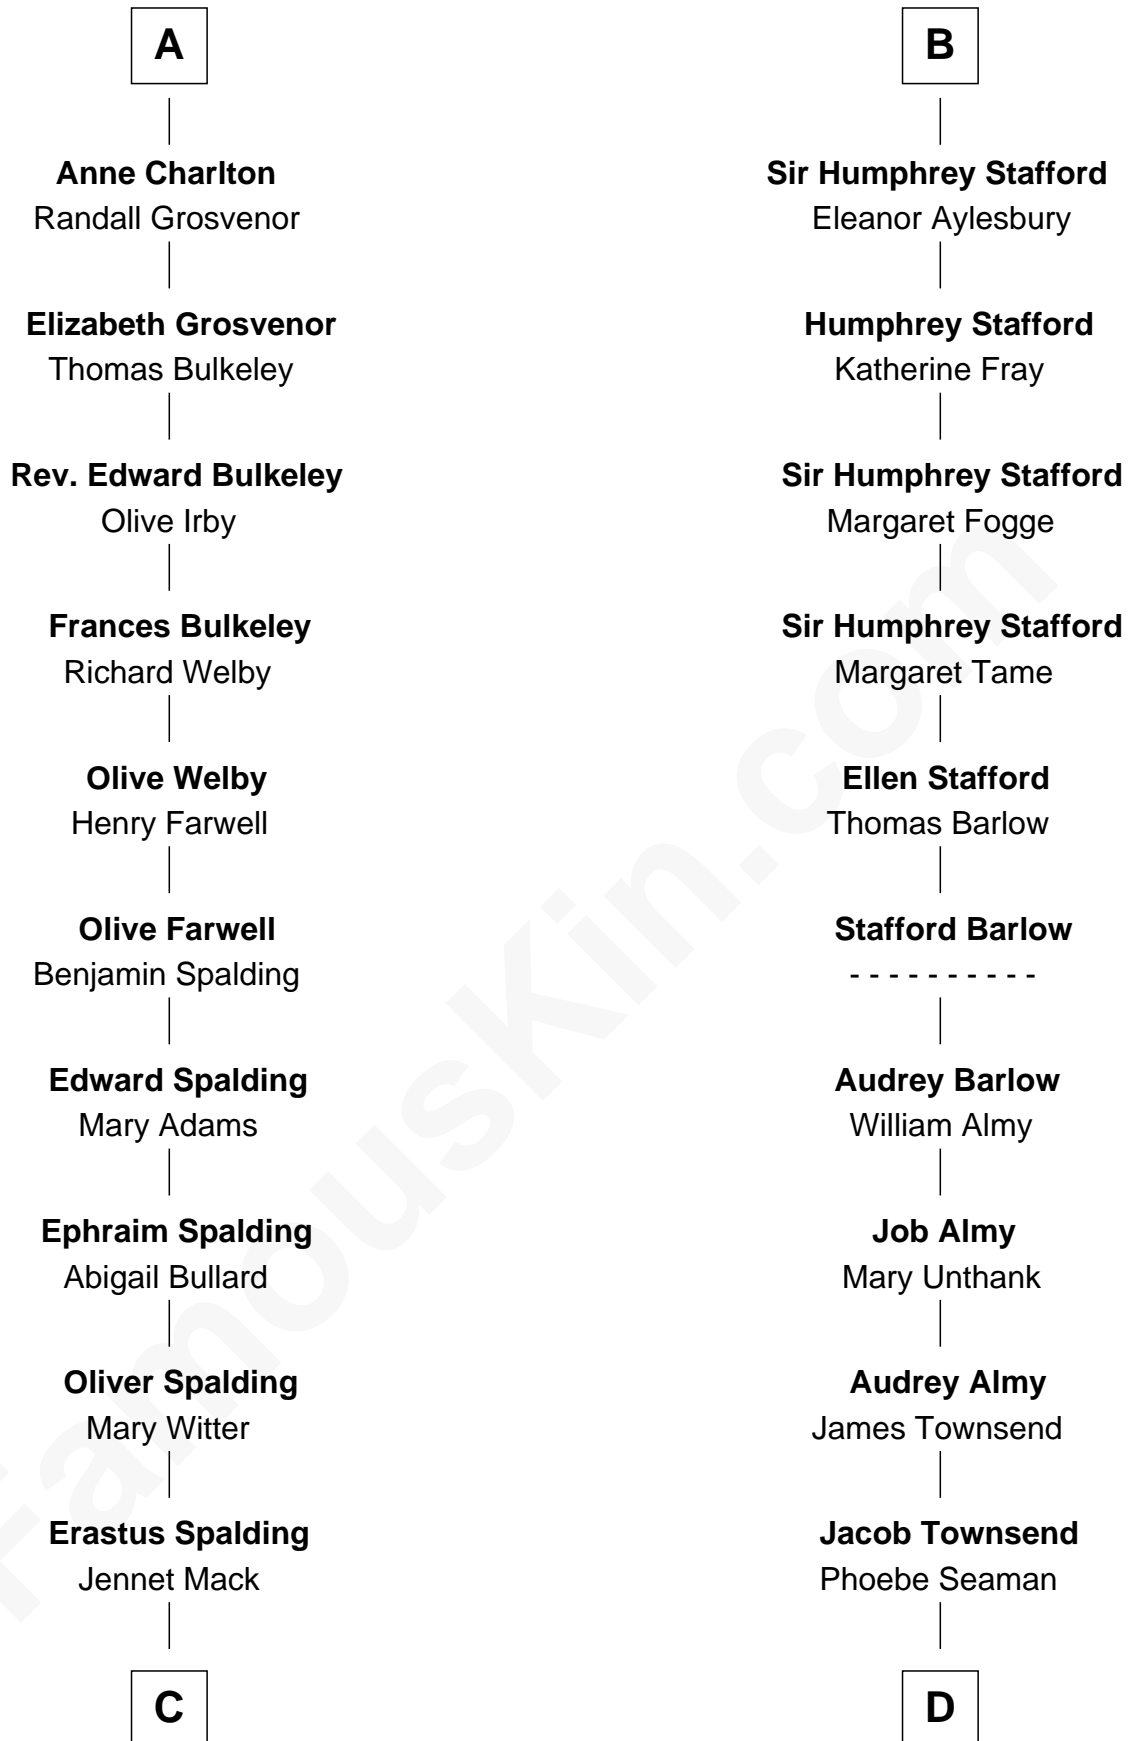 A
Anne Charlton
Randall Grosvenor
Elizabeth Grosvenor
Thomas Bulkeley
Rev. Edward Bulkeley
Olive Irby
Frances Bulkeley
Richard Welby
Olive Welby
Henry Farwell
Olive Farwell
Benjamin Spalding
Edward Spalding
Mary Adams
Ephraim Spalding
Abigail Bullard
Oliver Spalding
Mary Witter
Erastus Spalding
Jennet Mack
C
B
Sir Humphrey Stafford
Eleanor Aylesbury
Humphrey Stafford
Katherine Fray
Sir Humphrey Stafford
Margaret Fogge
Sir Humphrey Stafford
Margaret Tame
Ellen Stafford
Thomas Barlow
Stafford Barlow
- - - - - - - - - -
Audrey Barlow
William Almy
Job Almy
Mary Unthank
Audrey Almy
James Townsend
Jacob Townsend
Phoebe Seaman
D
FamousKin.com